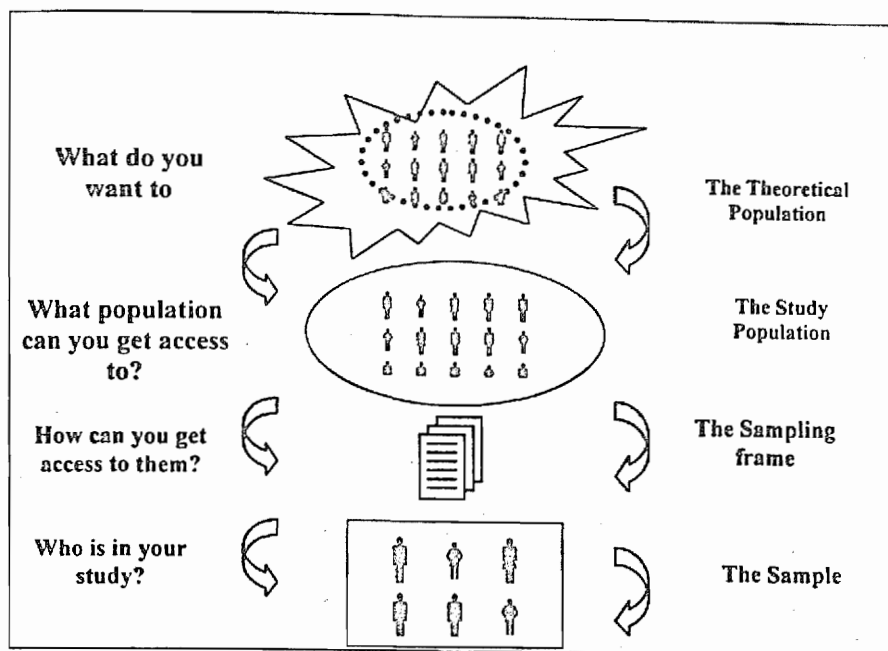 What do you
want to
The Theoretical
Population
What population
can you get access
to?
The Study
Population
How can you get
access to them?
The Sampling
frame
Who is in your
study?
The Sample